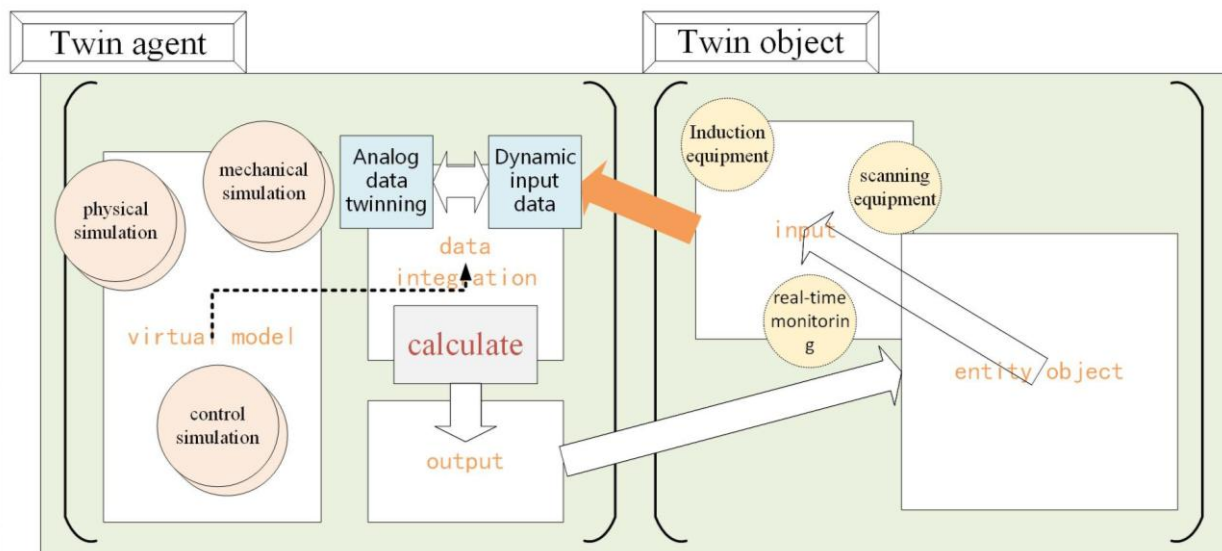 Twin agent
Twin object
mechanical
simulation
physical
simulation
virtual model
control
simulation
Analog
data
twinning
Dynamic
input
data
data
integration
calculate
output
Induction
equipment
scanning
equipment
input
real-time
monitorin
g
entity object